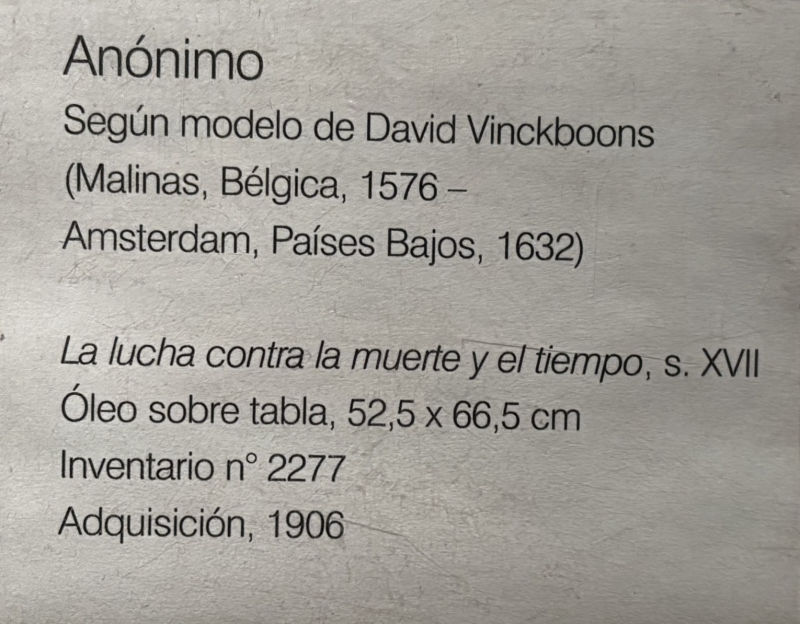 Anónimo
Según modelo de David Vinckboons
(Malinas, Bélgica, 1576 –
Amsterdam, Países Bajos, 1632)
La lucha contra la muerte y el tiempo, s. XVII
Óleo sobre tabla, 52,5 x 66,5 cm
Inventario n° 2277
Adquisición, 1906